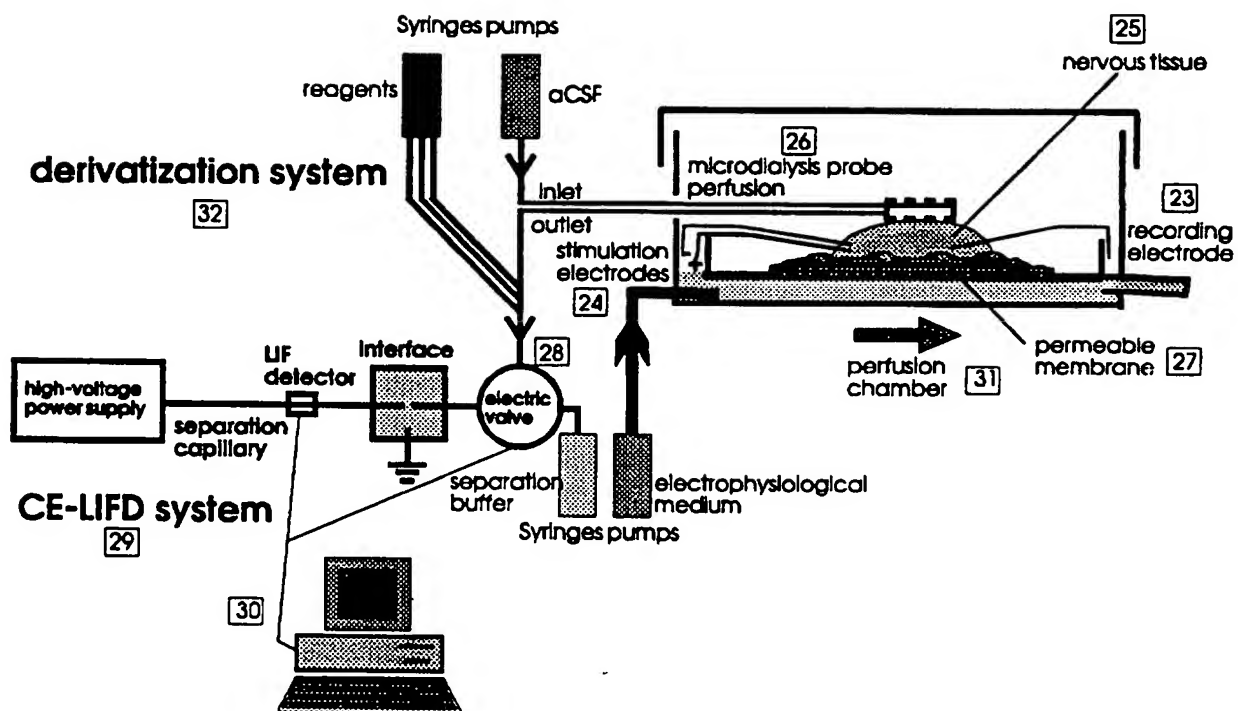 Syringes pumps
25
nervous tissue
reagents
aCSF
26
microdialysis probe
perfusion
derivatization system
32
inlet
outlet
23
recording
electrode
stimulation
electrodes
24
28
LIF
detector
interface
permeable
membrane
27
perfusion
chamber
31
high-voltage
power supply
electric
valve
separation
capillary
separation
buffer
electrophysiological
medium
CE-LIFD system
29
Syringes pumps
30